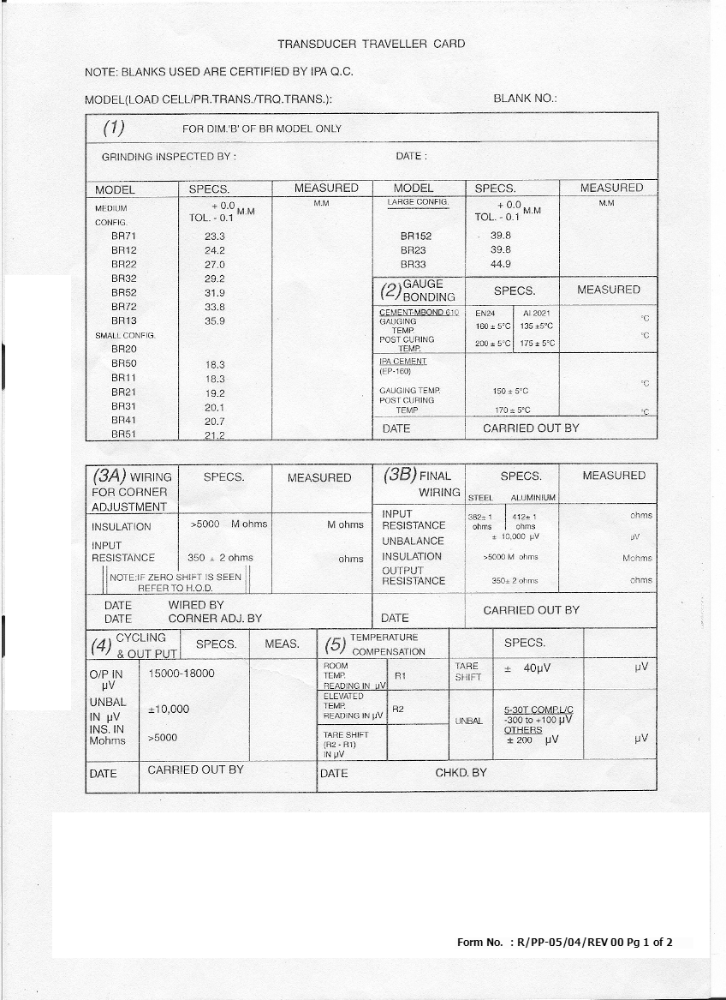 TRANSDUCER TRAVELLER CARD
NOTE: BLANKS USED ARE CERTIFIED BY IPA Q.C.
MODEL(LOAD CELL/PR.TRANS./TRQ.TRANS.): BLANK NO.:
(1) FOR DIM.'B' OF BR MODEL ONLY
GRINDING INSPECTED BY : DATE :
MODEL SPECS. MEASURED MODEL SPECS. MEASURED
MEDIUM CONFIG. TOL. + 0.0 - 0.1 M.M M.M LARGE CONFIG. TOL. + 0.0 - 0.1 M.M M.M
BR71 23.3 BR152 39.8
BR12 24.2 BR23 39.8
BR22 27.0 BR33 44.9
BR32 29.2
BR52 31.9
BR72 33.8
BR13 35.9
SMALL CONFIG.
BR20
BR50 18.3
BR11 18.3
BR21 19.2
BR31 20.1
BR41 20.7
BR51 21.2
(2) GAUGE BONDING SPECS. MEASURED
CEMENT-MBOND 610 EN24 Al 2021
GAUGING TEMP. 160 ± 5°C 135 ±5°C °C
POST CURING TEMP. 200 ± 5°C 175 ± 5°C °C
IPA CEMENT
(EP-160)
GAUGING TEMP. 150 ± 5°C °C
POST CURING TEMP 170 ± 5°C °C
DATE CARRIED OUT BY
(3A) WIRING FOR CORNER ADJUSTMENT SPECS. MEASURED
INSULATION >5000 M ohms M ohms
INPUT RESISTANCE 350 ± 2 ohms ohms
NOTE:IF ZERO SHIFT IS SEEN
REFER TO H.O.D.
DATE WIRED BY
DATE CORNER ADJ. BY
(3B) FINAL WIRING SPECS. MEASURED
STEEL ALUMINIUM
INPUT RESISTANCE 382± 1 ohms 412± 1 ohms ohms
UNBALANCE ± 10,000 µV µV
INSULATION >5000 M ohms Mohms
OUTPUT RESISTANCE 350± 2 ohms ohms
DATE CARRIED OUT BY
(4) CYCLING & OUT PUT SPECS. MEAS.
O/P IN µV 15000-18000
UNBAL IN µV ±10,000
INS. IN Mohms >5000
DATE CARRIED OUT BY
(5) TEMPERATURE COMPENSATION SPECS.
ROOM TEMP. READING IN µV R1 TARE SHIFT ± 40µV µV
ELEVATED TEMP. READING IN µV R2
TARE SHIFT (R2 - R1) IN µV
UNBAL 5-30T COMP.L/C
-300 to +100 µV
OTHERS
± 200 µV µV
DATE CHKD. BY
Form No. : R/PP-05/04/REV 00 Pg 1 of 2